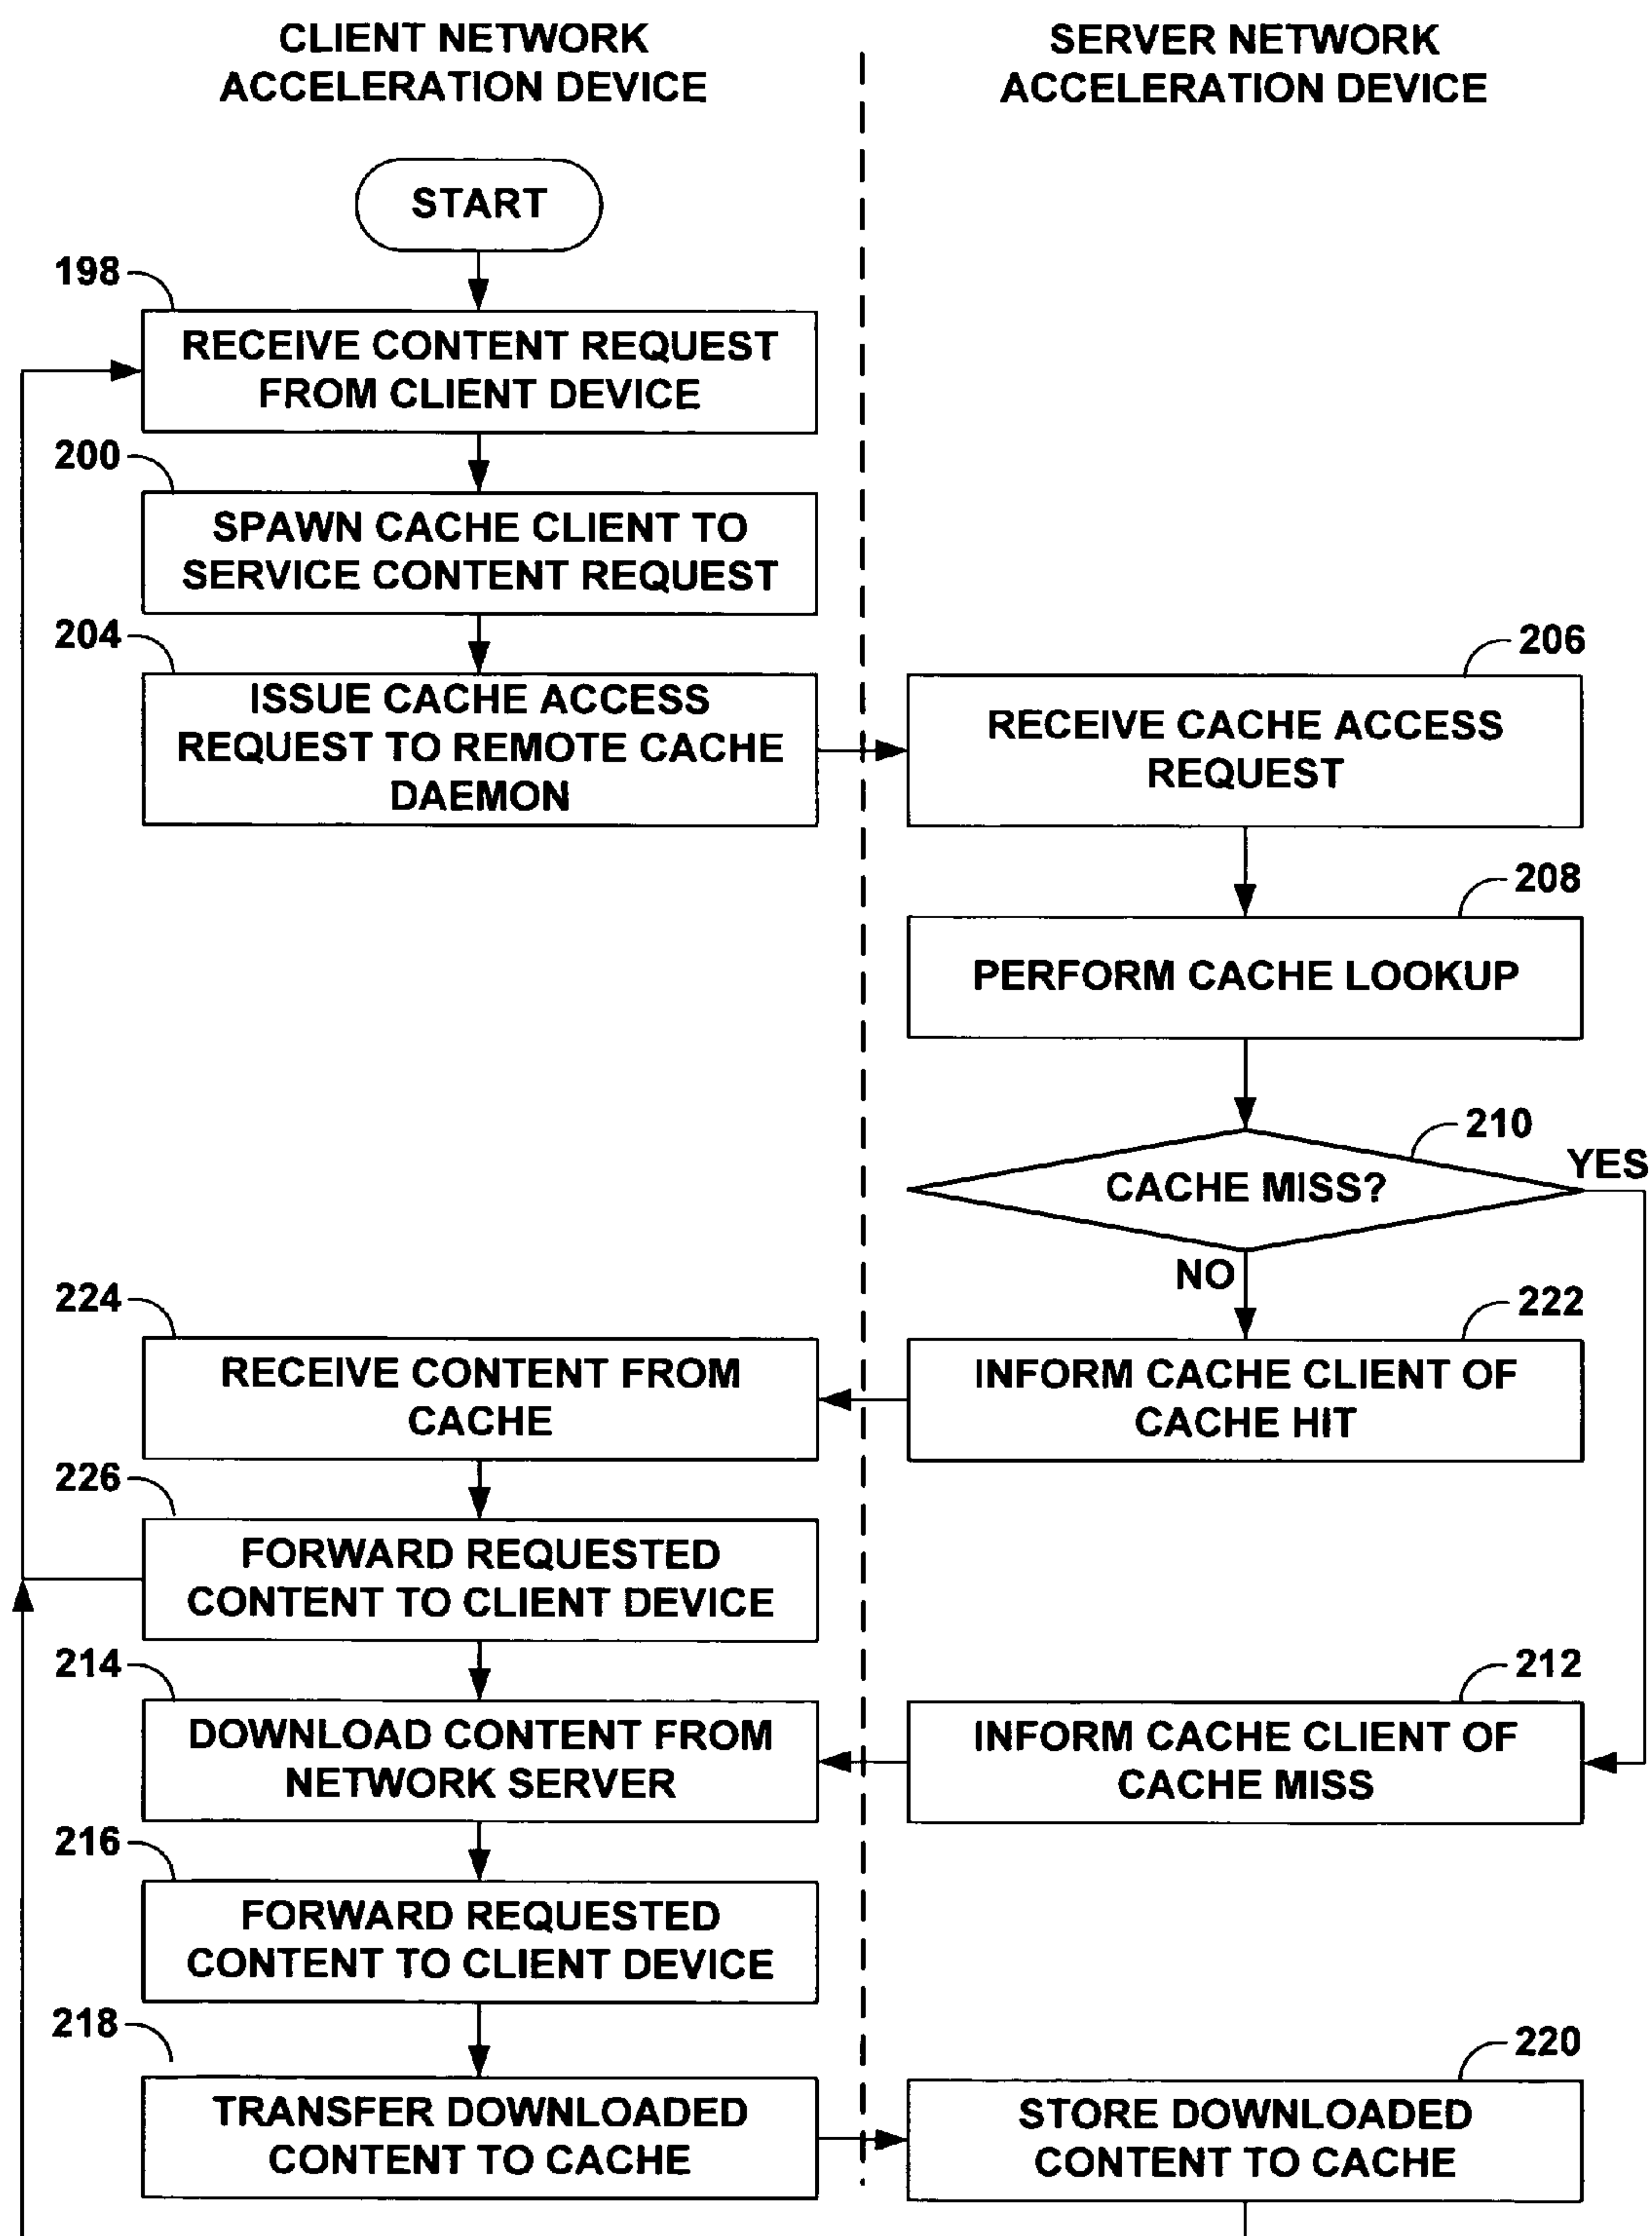 CLIENT NETWORK
ACCELERATION DEVICE
SERVER NETWORK
ACCELERATION DEVICE
START
198
RECEIVE CONTENT REQUEST
FROM CLIENT DEVICE
200
SPAWN CACHE CLIENT TO
SERVICE CONTENT REQUEST
204
ISSUE CACHE ACCESS
REQUEST TO REMOTE CACHE
DAEMON
206
RECEIVE CACHE ACCESS
REQUEST
208
PERFORM CACHE LOOKUP
210
CACHE MISS?
YES
NO
224
RECEIVE CONTENT FROM
CACHE
222
INFORM CACHE CLIENT OF
CACHE HIT
226
FORWARD REQUESTED
CONTENT TO CLIENT DEVICE
214
DOWNLOAD CONTENT FROM
NETWORK SERVER
212
INFORM CACHE CLIENT OF
CACHE MISS
216
FORWARD REQUESTED
CONTENT TO CLIENT DEVICE
218
TRANSFER DOWNLOADED
CONTENT TO CACHE
220
STORE DOWNLOADED
CONTENT TO CACHE